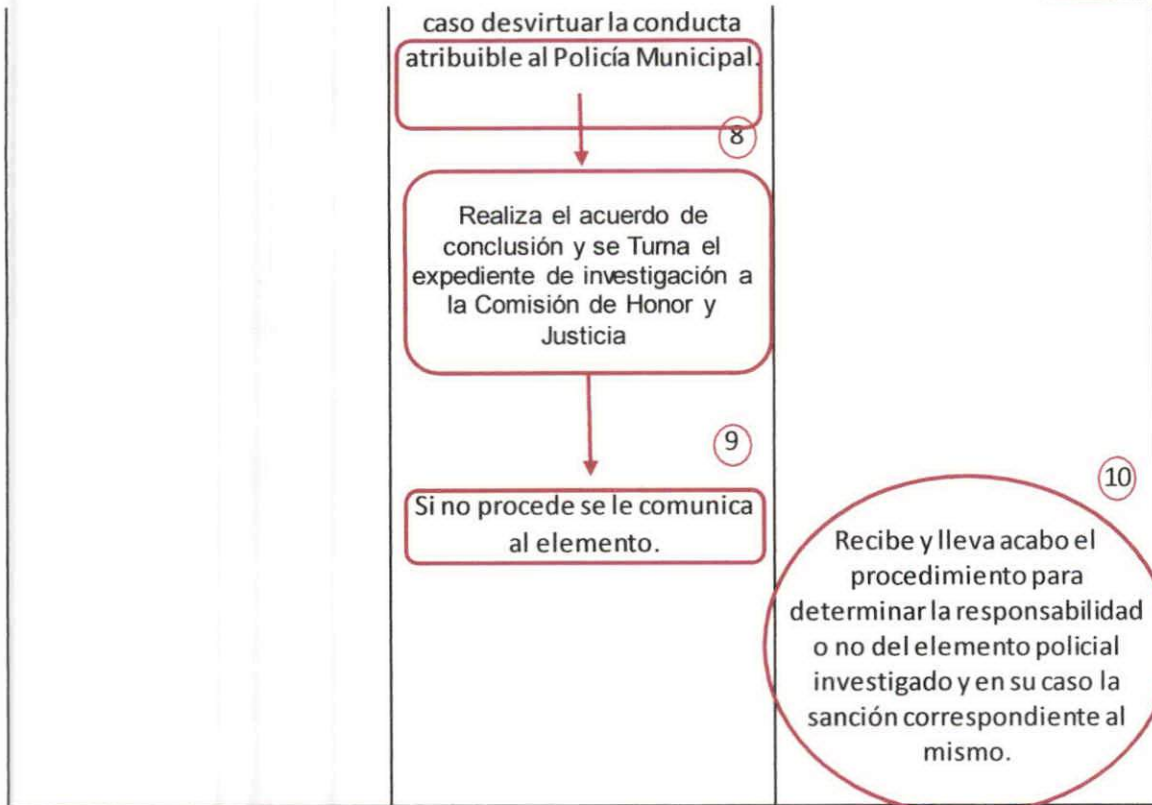 caso desvirtuar la conducta
atribuible al Policía Municipal.
8
Realiza el acuerdo de
conclusión y se Turna el
expediente de investigación a
la Comisión de Honor y
Justicia
9
Si no procede se le comunica
al elemento.
10
Recibe y lleva acabo el
procedimiento para
determinar la responsabilidad
o no del elemento policial
investigado y en su caso la
sanción correspondiente al
mismo.